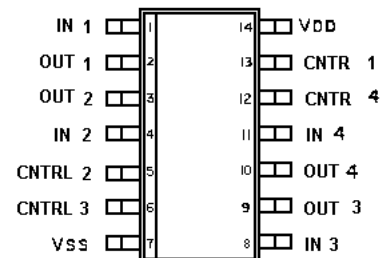 IN 1 1 14 VDD
OUT 1 2 13 CNTR 1
OUT 2 3 12 CNTR 4
IN 2 4 11 IN 4
CNTRL 2 5 10 OUT 4
CNTRL 3 6 9 OUT 3
VSS 7 8 IN 3